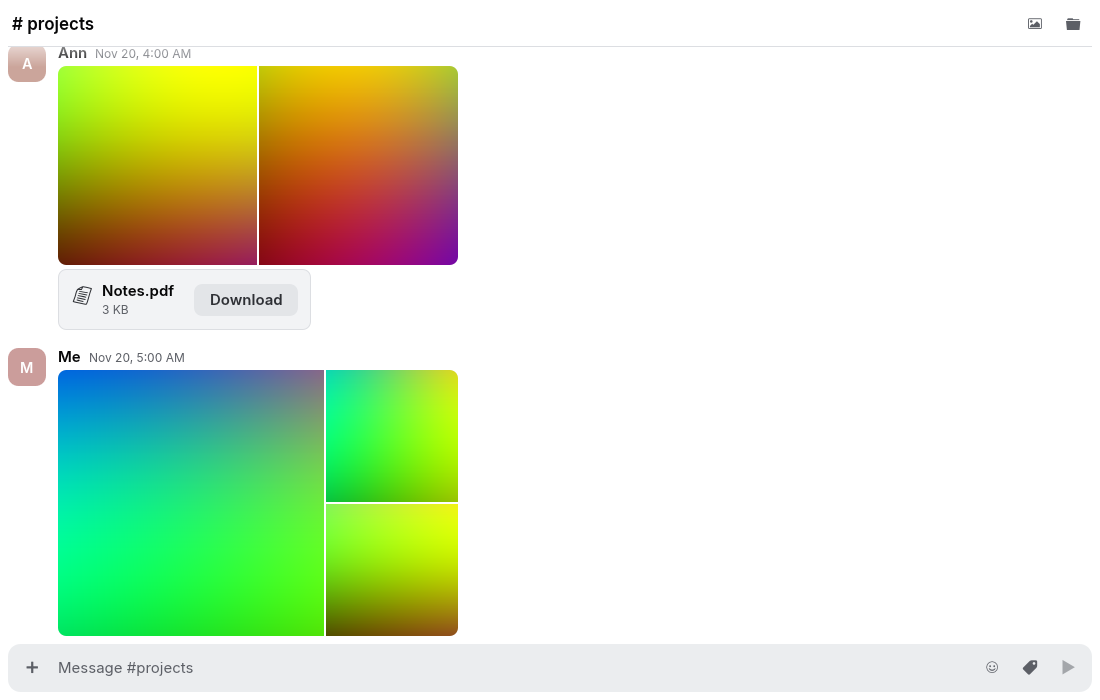 # projects
A
Ann Nov 20, 4:00 AM
Notes.pdf
3 KB
Download
M
Me Nov 20, 5:00 AM
Message #projects